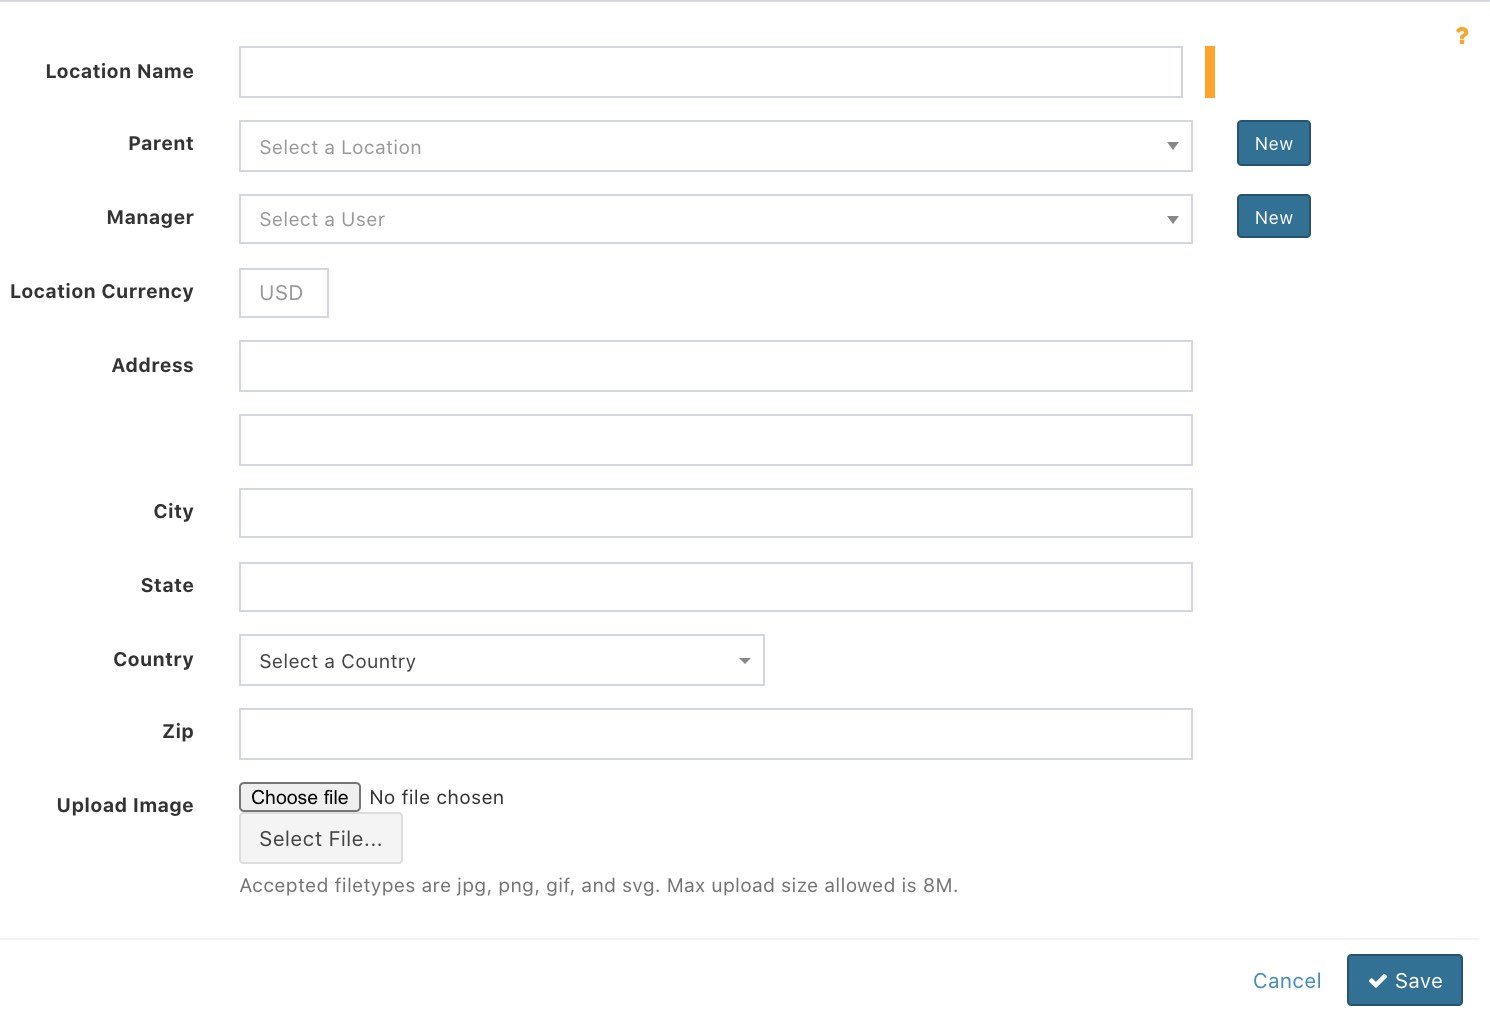 ?
Location Name
Parent Select a Location New
Manager Select a User New
Location Currency USD
Address
City
State
Country Select a Country
Zip
Upload Image Choose file No file chosen
Select File...
Accepted filetypes are jpg, png, gif, and svg. Max upload size allowed is 8M.
Cancel Save